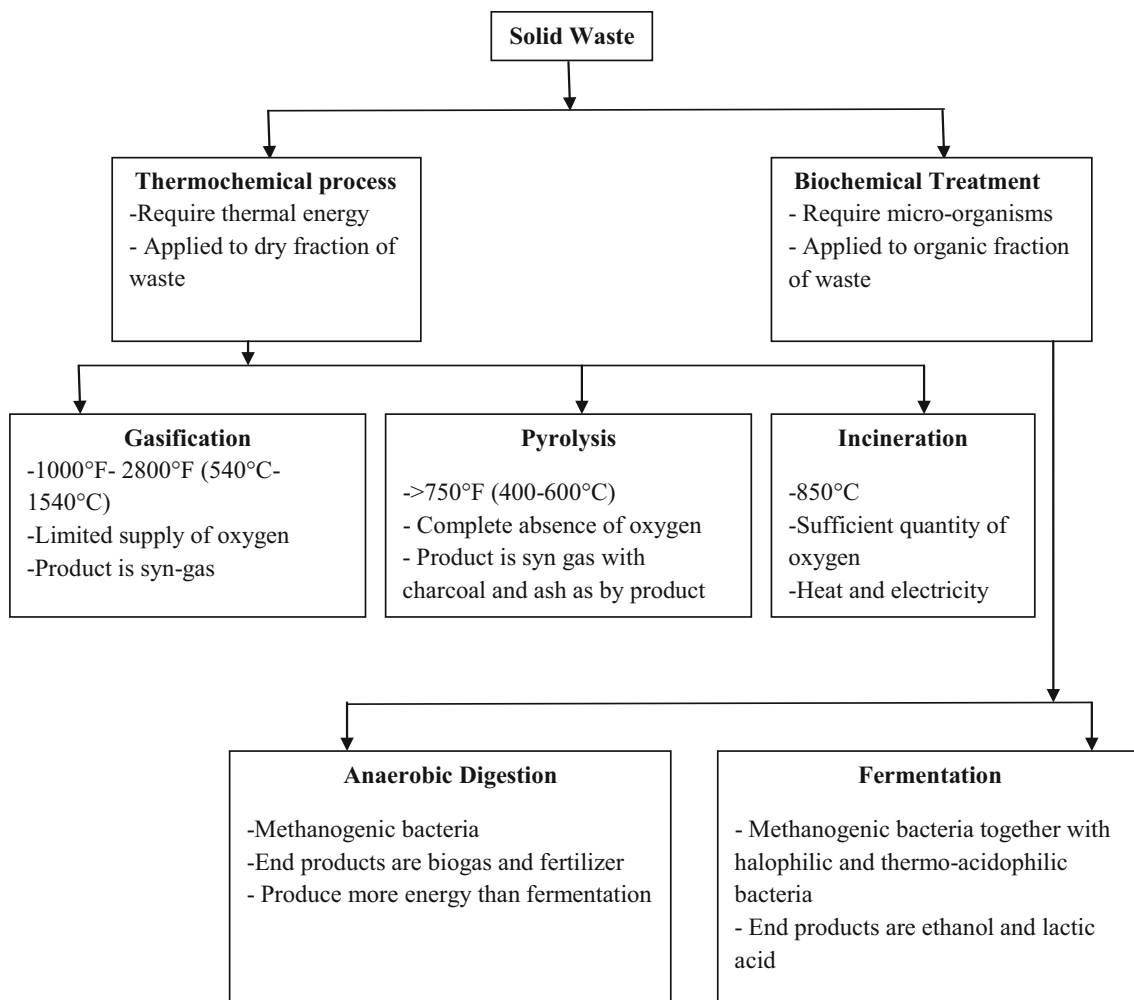 Solid Waste
Thermochemical process
-Require thermal energy
- Applied to dry fraction of
waste
Biochemical Treatment
- Require micro-organisms
- Applied to organic fraction
of waste
Gasification
-1000°F- 2800°F (540°C-
1540°C)
-Limited supply of oxygen
-Product is syn-gas
Pyrolysis
->750°F (400-600°C)
- Complete absence of oxygen
- Product is syn gas with
charcoal and ash as by product
Incineration
-850°C
-Sufficient quantity of
oxygen
-Heat and electricity
Anaerobic Digestion
-Methanogenic bacteria
-End products are biogas and fertilizer
- Produce more energy than fermentation
Fermentation
- Methanogenic bacteria together with
halophilic and thermo-acidophilic
bacteria
- End products are ethanol and lactic
acid